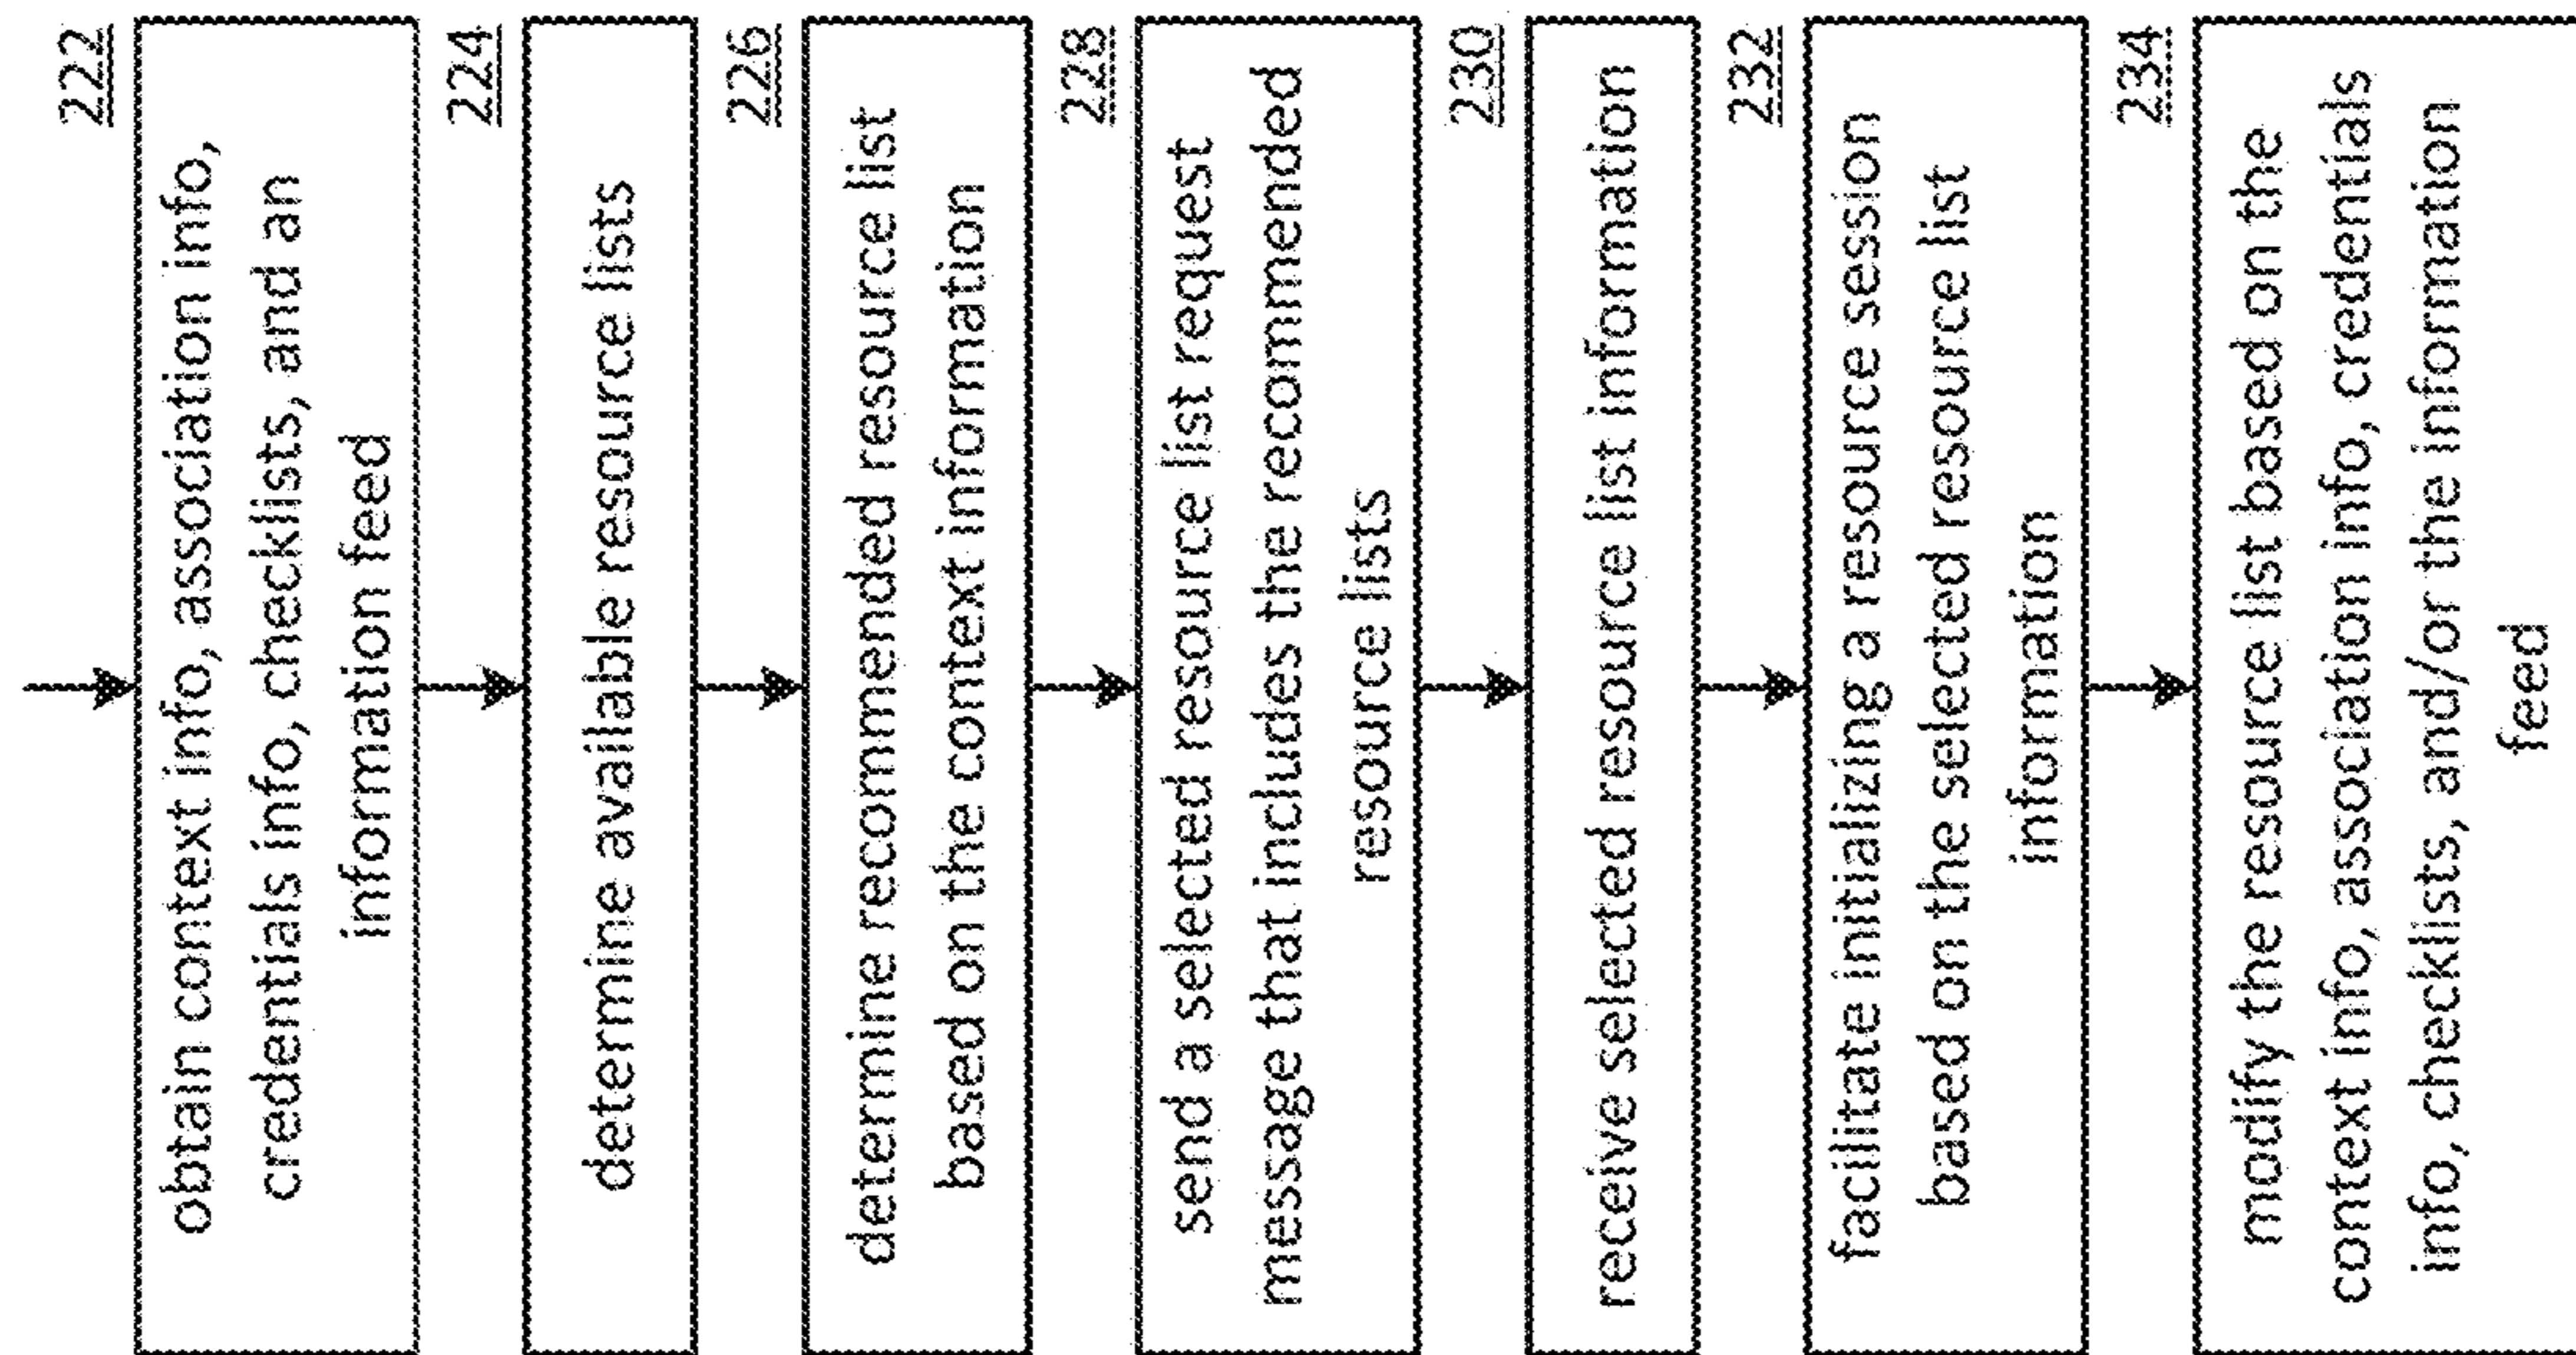 222
obtain context info, association info,
credentials info, checklists, and an
information feed
224
determine available resource lists
226
determine recommended resource list
based on the context information
228
send a selected resource list request
message that includes the recommended
resource lists
230
receive selected resource list information
232
facilitate initializing a resource session
based on the selected resource list
information
234
modify the resource list based on the
context info, association info, credentials
info, checklists, and/or the information
feed